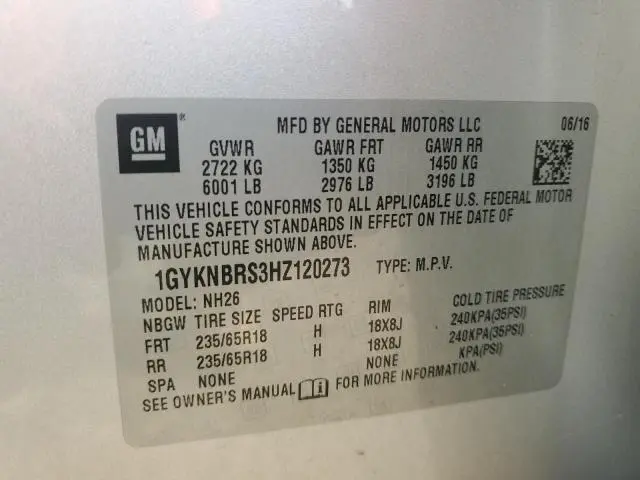 GM ®
MFD BY GENERAL MOTORS LLC 06/16
GVWR GAWR FRT GAWR RR
2722 KG 1350 KG 1450 KG
6001 LB 2976 LB 3196 LB
THIS VEHICLE CONFORMS TO ALL APPLICABLE U.S. FEDERAL MOTOR
VEHICLE SAFETY STANDARDS IN EFFECT ON THE DATE OF
MANUFACTURE SHOWN ABOVE.
1GYKNBRS3HZ120273 TYPE: M.P.V.
MODEL: NH26
NBGW TIRE SIZE SPEED RTG RIM COLD TIRE PRESSURE
FRT 235/65R18 H 18X8J 240KPA(35PSI)
RR 235/65R18 H 18X8J 240KPA(35PSI)
SPA NONE NONE KPA(PSI)
SEE OWNER'S MANUAL FOR MORE INFORMATION.